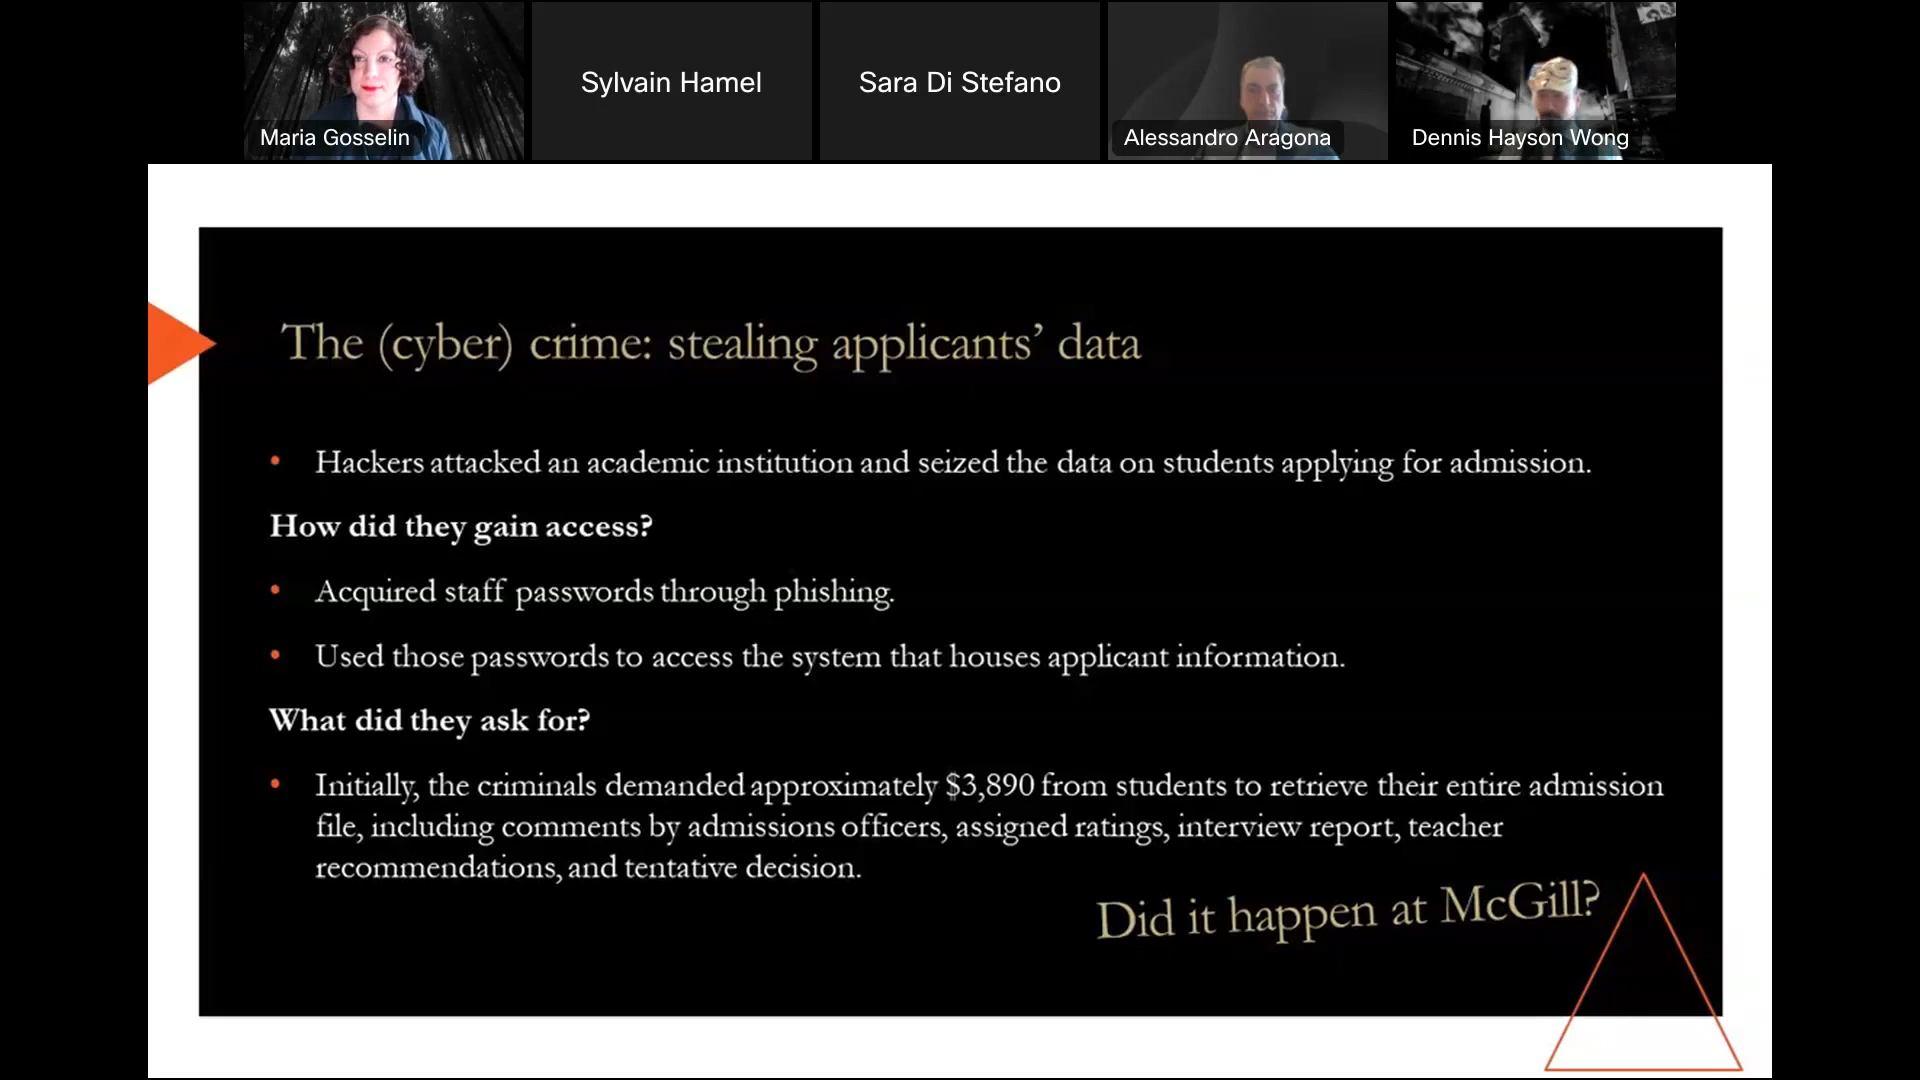 Maria Gosselin
Sylvain Hamel
Sara Di Stefano
Alessandro Aragona
Dennis Hayson Wong
The (cyber) crime: stealing applicants’ data
• Hackers attacked an academic institution and seized the data on students applying for admission.
How did they gain access?
• Acquired staff passwords through phishing.
• Used those passwords to access the system that houses applicant information.
What did they ask for?
• Initially, the criminals demanded approximately $3,890 from students to retrieve their entire admission
file, including comments by admissions officers, assigned ratings, interview report, teacher
recommendations, and tentative decision.
Did it happen at McGill?